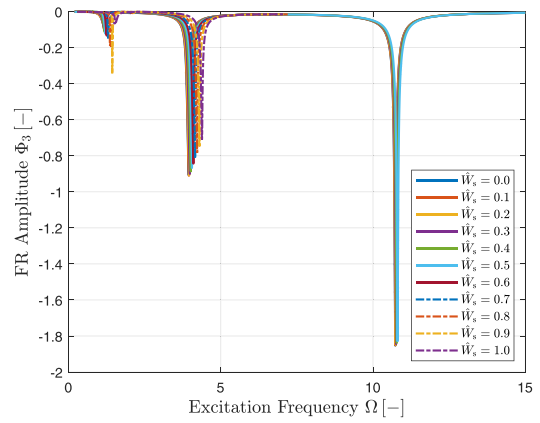 0
-0.2
-0.4
-0.6
-0.8
-1
-1.2
-1.4
-1.6
-1.8
-2
FR Amplitude Φ₃ [−]
Ŵₛ = 0.0
Ŵₛ = 0.1
Ŵₛ = 0.2
Ŵₛ = 0.3
Ŵₛ = 0.4
Ŵₛ = 0.5
Ŵₛ = 0.6
Ŵₛ = 0.7
Ŵₛ = 0.8
Ŵₛ = 0.9
Ŵₛ = 1.0
0 5 10 15
Excitation Frequency Ω [−]